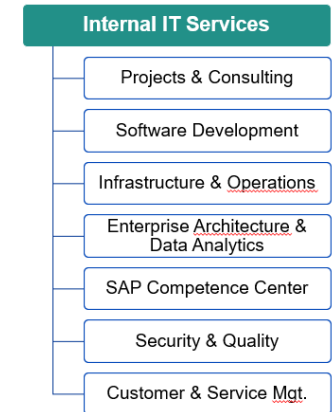 Internal IT Services
Projects & Consulting
Software Development
Infrastructure & Operations
Enterprise Architecture &
Data Analytics
SAP Competence Center
Security & Quality
Customer & Service Mgt.